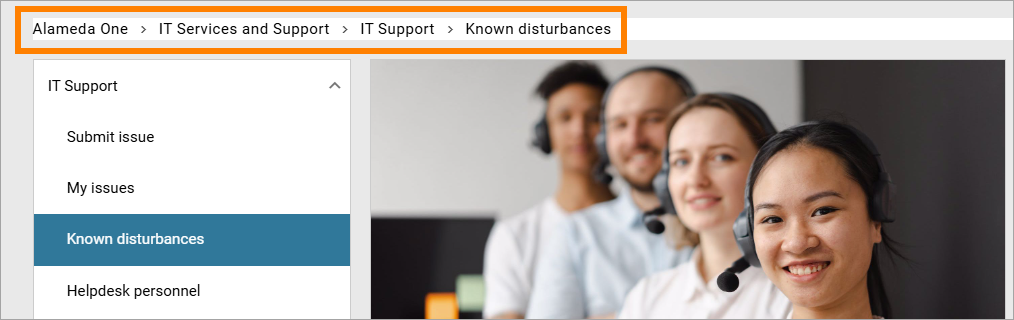 Alameda One > IT Services and Support > IT Support > Known disturbances
IT Support
Submit issue
My issues
Known disturbances
Helpdesk personnel